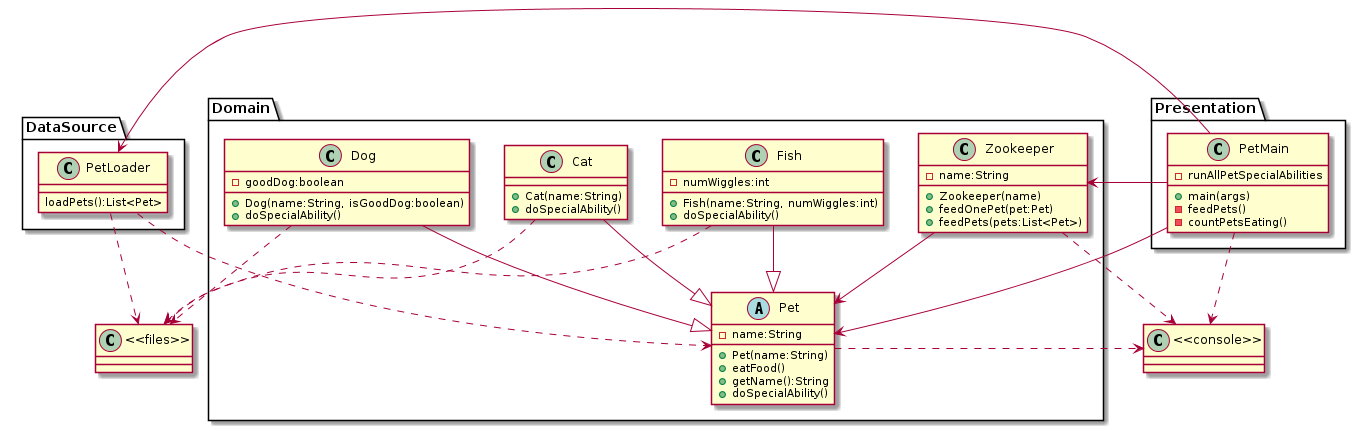 DataSource
C PetLoader
loadPets():List<Pet>
Domain
C Dog
goodDog:boolean
Dog(name:String, isGoodDog:boolean)
doSpecialAbility()
C Cat
Cat(name:String)
doSpecialAbility()
C Fish
numWiggles:int
Fish(name:String, numWiggles:int)
doSpecialAbility()
C Zookeeper
name:String
Zookeeper(name)
feedOnePet(pet:Pet)
feedPets(pets:List<Pet>)
Presentation
C PetMain
runAllPetSpecialAbilities
main(args)
feedPets()
countPetsEating()
C <<files>>
A Pet
name:String
Pet(name:String)
eatFood()
getName():String
doSpecialAbility()
C <<console>>